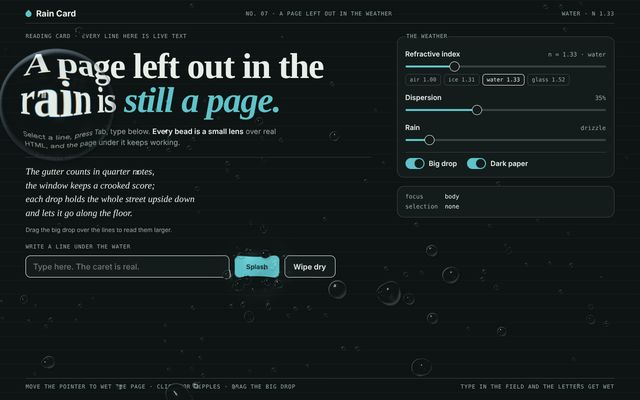 Rain Card
NO. 07 · A PAGE LEFT OUT IN THE WEATHER
WATER · N 1.33
READING CARD · EVERY LINE HERE IS LIVE TEXT
A page left out in the
rain is still a page.
Select a line, press Tab, type below. Every bead is a small lens over real
HTML, and the page under it keeps working.
The gutter counts in quarter notes,
the window keeps a crooked score;
each drop holds the whole street upside down
and lets it go along the floor.
Drag the big drop over the lines to read them larger.
WRITE A LINE UNDER THE WATER
Type here. The caret is real.
Splash
Wipe dry
THE WEATHER
Refractive index
n = 1.33 · water
air 1.00
ice 1.31
water 1.33
glass 1.52
Dispersion
35%
Rain
drizzle
Big drop
Dark paper
focus body
selection none
MOVE THE POINTER TO WET THE PAGE · CLICK FOR RIPPLES · DRAG THE BIG DROP
TYPE IN THE FIELD AND THE LETTERS GET WET